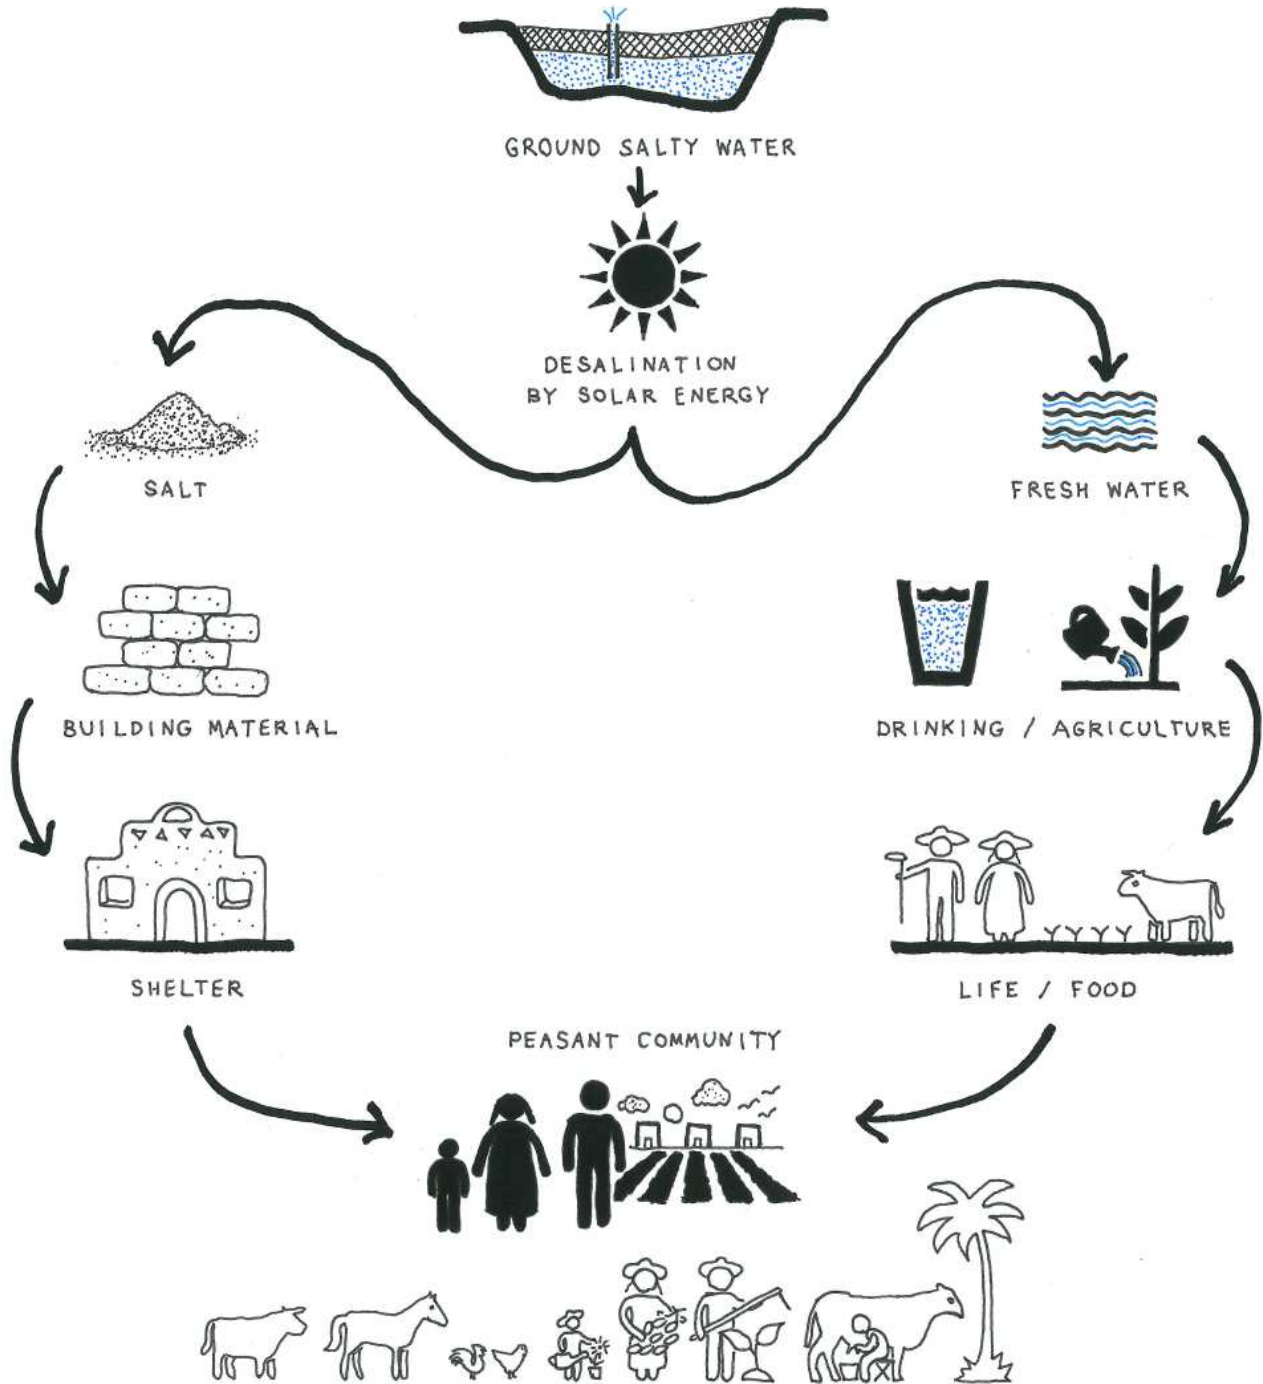 GROUND SALTY WATER
DESALINATION
BY SOLAR ENERGY
SALT
FRESH WATER
BUILDING MATERIAL
DRINKING / AGRICULTURE
SHELTER
LIFE / FOOD
PEASANT COMMUNITY